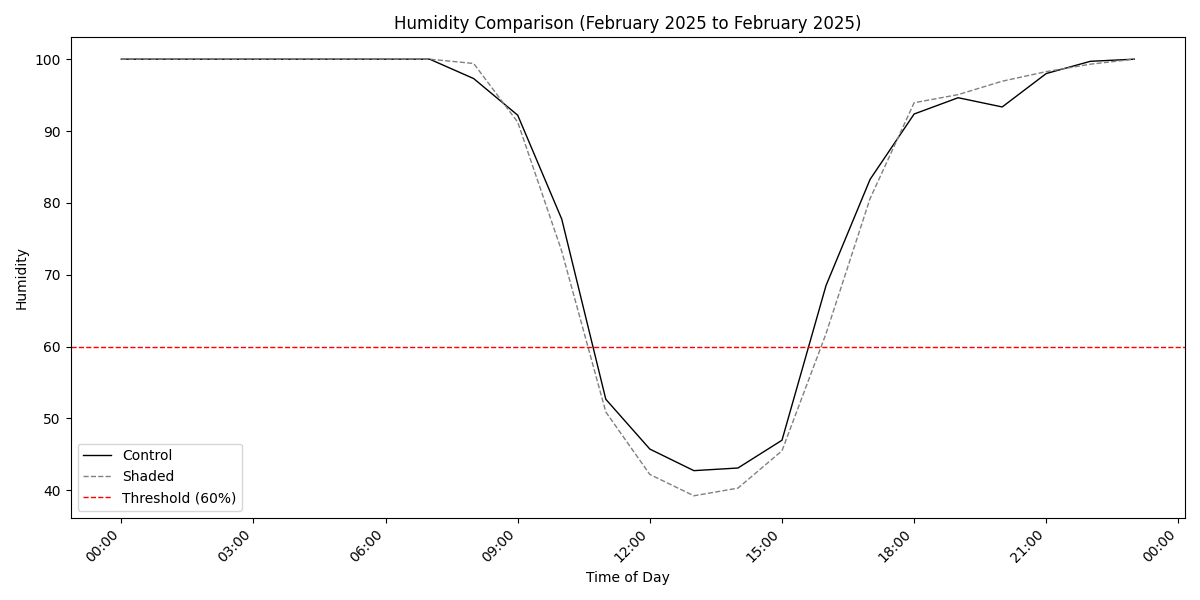 Humidity Comparison (February 2025 to February 2025)
100
90
80
70
60
50
40
Humidity
Control
Shaded
Threshold (60%)
00:00
03:00
06:00
09:00
12:00
15:00
18:00
21:00
00:00
Time of Day